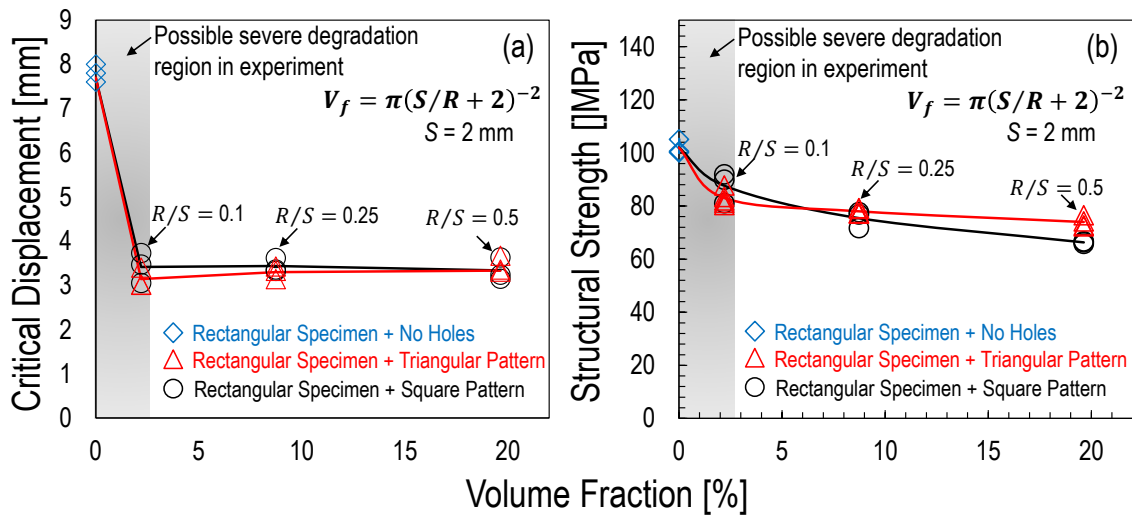 Critical Displacement [mm]
9
8
7
6
5
4
3
2
1
0
Possible severe degradation
region in experiment
(a)
V_f = π(S/R + 2)^{-2}
S = 2 mm
R/S = 0.1
R/S = 0.25
R/S = 0.5
Rectangular Specimen + No Holes
Rectangular Specimen + Triangular Pattern
Rectangular Specimen + Square Pattern
0 5 10 15 20
Structural Strength []MPa
140
120
100
80
60
40
20
0
Possible severe degradation
region in experiment
(b)
V_f = π(S/R + 2)^{-2}
S = 2 mm
R/S = 0.1
R/S = 0.25
R/S = 0.5
Rectangular Specimen + No Holes
Rectangular Specimen + Triangular Pattern
Rectangular Specimen + Square Pattern
0 5 10 15 20
Volume Fraction [%]